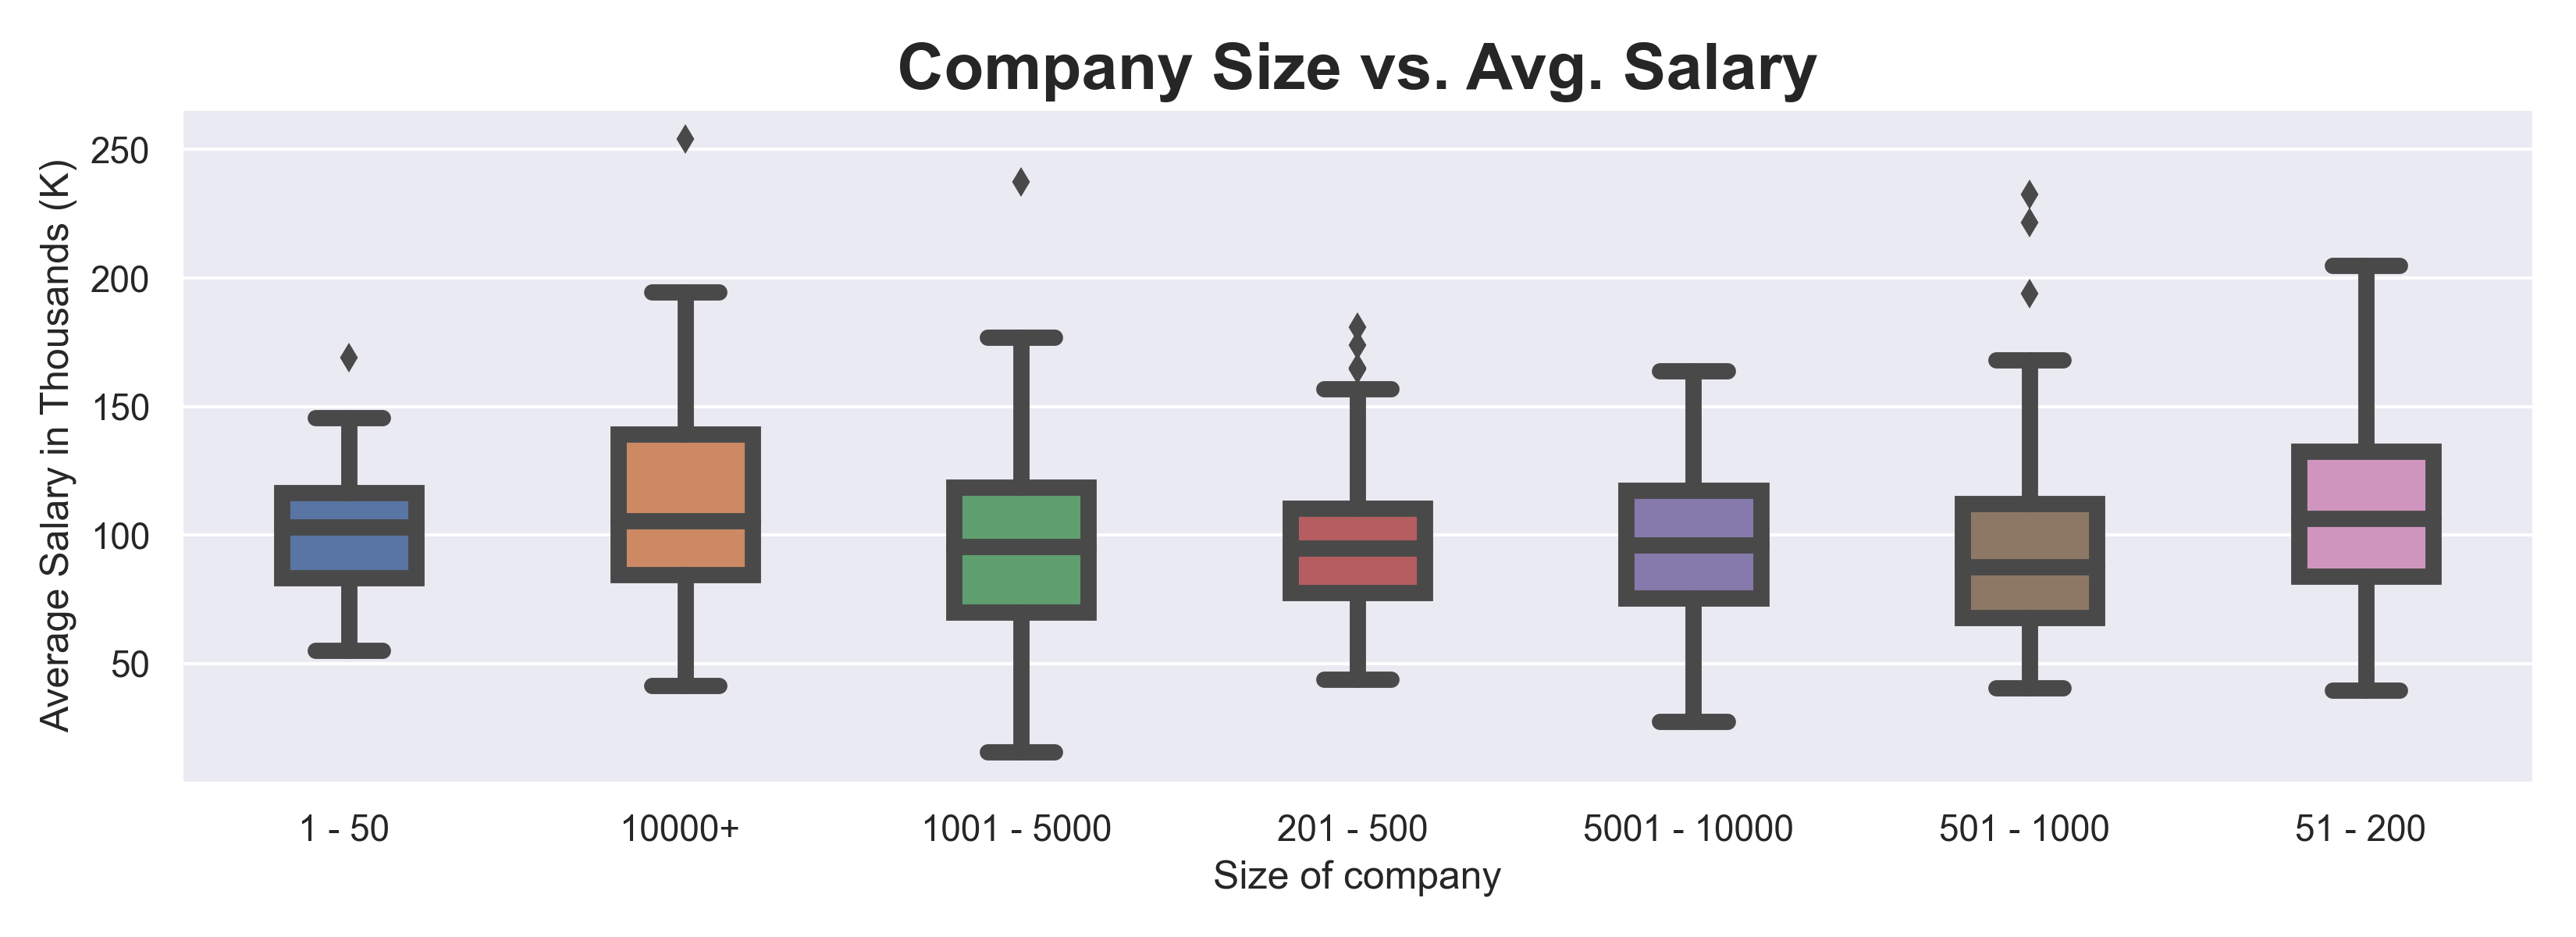 Company Size vs. Avg. Salary
Average Salary in Thousands (K)
250
200
150
100
50
1 - 50
10000+
1001 - 5000
201 - 500
5001 - 10000
501 - 1000
51 - 200
Size of company